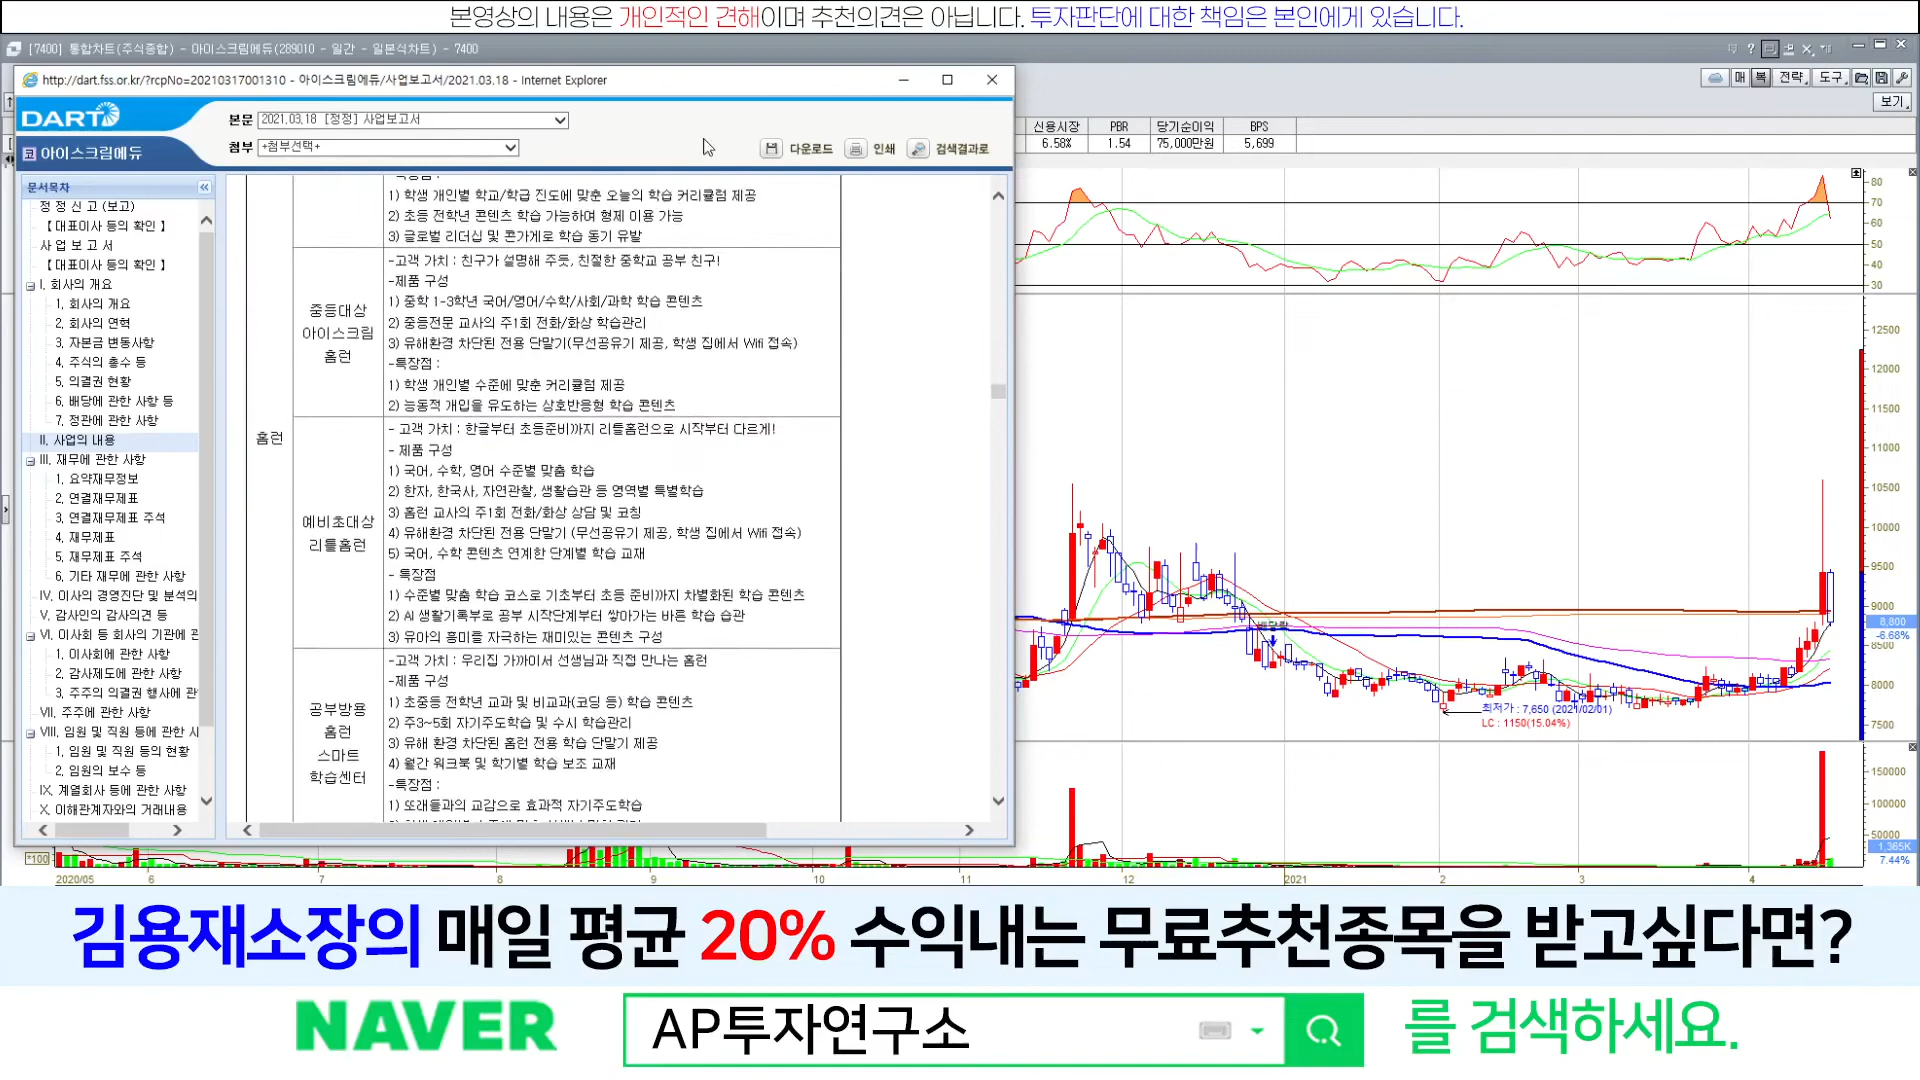 본영상의 내용은 개인적인 견해이며 추천의견은 아닙니다. 투자판단에 대한 책임은 본인에게 있습니다.
[7400] 통합차트(주식종합) - 아이스크림에듀(289010 - 일간 - 일본식차트) - 7400
http://dart.fss.or.kr/?rcpNo=20210317001310 - 아이스크림에듀/사업보고서/2021.03.18 - Internet Explorer
매 복 전략 도구
보기
DART
본문 2021.03.18 [정정] 사업보고서
첨부 +첨부선택+
다운로드 인쇄 검색결과로
코 아이스크림에듀
신용시장 PBR 당기순이익 BPS
6.58% 1.54 75,000만원 5,699
문서목차
정 정 신 고 (보고)
【 대표이사 등의 확인 】
사 업 보 고 서
【 대표이사 등의 확인 】
I. 회사의 개요
1. 회사의 개요
2. 회사의 연혁
3. 자본금 변동사항
4. 주식의 총수 등
5. 의결권 현황
6. 배당에 관한 사항 등
7. 정관에 관한 사항
II. 사업의 내용
III. 재무에 관한 사항
1. 요약재무정보
2. 연결재무제표
3. 연결재무제표 주석
4. 재무제표
5. 재무제표 주석
6. 기타 재무에 관한 사항
IV. 이사의 경영진단 및 분석의
V. 감사인의 감사의견 등
VI. 이사회 등 회사의 기관에 관
1. 이사회에 관한 사항
2. 감사제도에 관한 사항
3. 주주의 의결권 행사에 관
VII. 주주에 관한 사항
VIII. 임원 및 직원 등에 관한 사
1. 임원 및 직원 등의 현황
2. 임원의 보수 등
IX. 계열회사 등에 관한 사항
X. 이해관계자와의 거래내용
1) 학생 개인별 학교/학급 진도에 맞춘 오늘의 학습 커리큘럼 제공
2) 초등 전학년 콘텐츠 학습 가능하며 형제 이용 가능
3) 글로벌 리더십 및 콘가게로 학습 동기 유발
홈런
중등대상
아이스크림
홈런
-고객 가치 : 친구가 설명해 주듯, 친절한 중학교 공부 친구!
-제품 구성
1) 중학 1-3학년 국어/영어/수학/사회/과학 학습 콘텐츠
2) 중등전문 교사의 주1회 전화/화상 학습관리
3) 유해환경 차단된 전용 단말기(무선공유기 제공, 학생 집에서 Wifi 접속)
-특장점 :
1) 학생 개인별 수준에 맞춘 커리큘럼 제공
2) 능동적 개입을 유도하는 상호반응형 학습 콘텐츠
예비초대상
리틀홈런
- 고객 가치 : 한글부터 초등준비까지 리틀홈런으로 시작부터 다르게!
- 제품 구성
1) 국어, 수학, 영어 수준별 맞춤 학습
2) 한자, 한국사, 자연관찰, 생활습관 등 영역별 특별학습
3) 홈런 교사의 주1회 전화/화상 상담 및 코칭
4) 유해환경 차단된 전용 단말기 (무선공유기 제공, 학생 집에서 Wifi 접속)
5) 국어, 수학 콘텐츠 연계한 단계별 학습 교재
- 특장점
1) 수준별 맞춤 학습 코스로 기초부터 초등 준비까지 차별화된 학습 콘텐츠
2) AI 생활기록부로 공부 시작단계부터 쌓아가는 바른 학습 습관
3) 유아의 흥미를 자극하는 재미있는 콘텐츠 구성
공부방용
홈런
스마트
학습센터
-고객 가치 : 우리집 가까이서 선생님과 직접 만나는 홈런
-제품 구성
1) 초중등 전학년 교과 및 비교과(코딩 등) 학습 콘텐츠
2) 주3~5회 자기주도학습 및 수시 학습관리
3) 유해 환경 차단된 홈런 전용 학습 단말기 제공
4) 월간 워크북 및 학기별 학습 보조 교재
-특장점 :
1) 또래들과의 교감으로 효과적 자기주도학습
80
70
60
50
40
30
12500
12000
11500
11000
10500
10000
9500
9000
8,800
-6.68%
8500
8000
7500
배당락
최저가 : 7,650 (2021/02/01)
LC : 1150(15.04%)
150000
100000
50000
1,365K
7.44%
*100
2020/05 6 7 8 9 10 11 12 2021 2 3 4
김용재소장의 매일 평균 20% 수익내는 무료추천종목을 받고싶다면?
NAVER AP투자연구소 를 검색하세요.